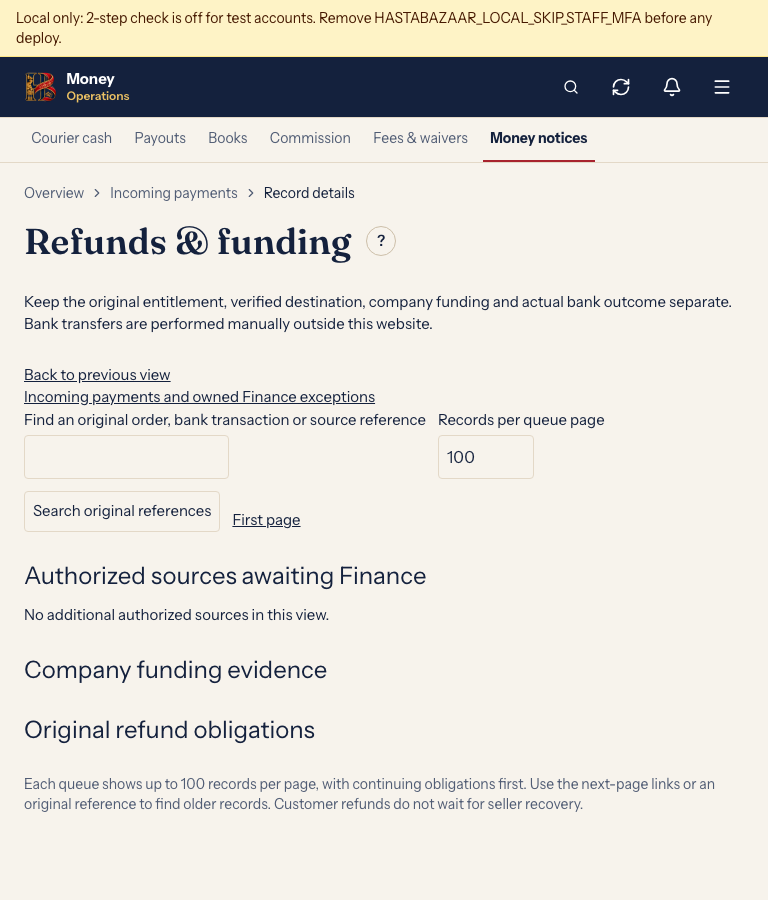 Local only: 2-step check is off for test accounts. Remove HASTABAZAAR_LOCAL_SKIP_STAFF_MFA before any
deploy.
Money
Operations
Courier cash Payouts Books Commission Fees & waivers Money notices
Overview > Incoming payments > Record details
Refunds & funding ?
Keep the original entitlement, verified destination, company funding and actual bank outcome separate.
Bank transfers are performed manually outside this website.
Back to previous view
Incoming payments and owned Finance exceptions
Find an original order, bank transaction or source reference Records per queue page
100
Search original references First page
Authorized sources awaiting Finance
No additional authorized sources in this view.
Company funding evidence
Original refund obligations
Each queue shows up to 100 records per page, with continuing obligations first. Use the next-page links or an
original reference to find older records. Customer refunds do not wait for seller recovery.